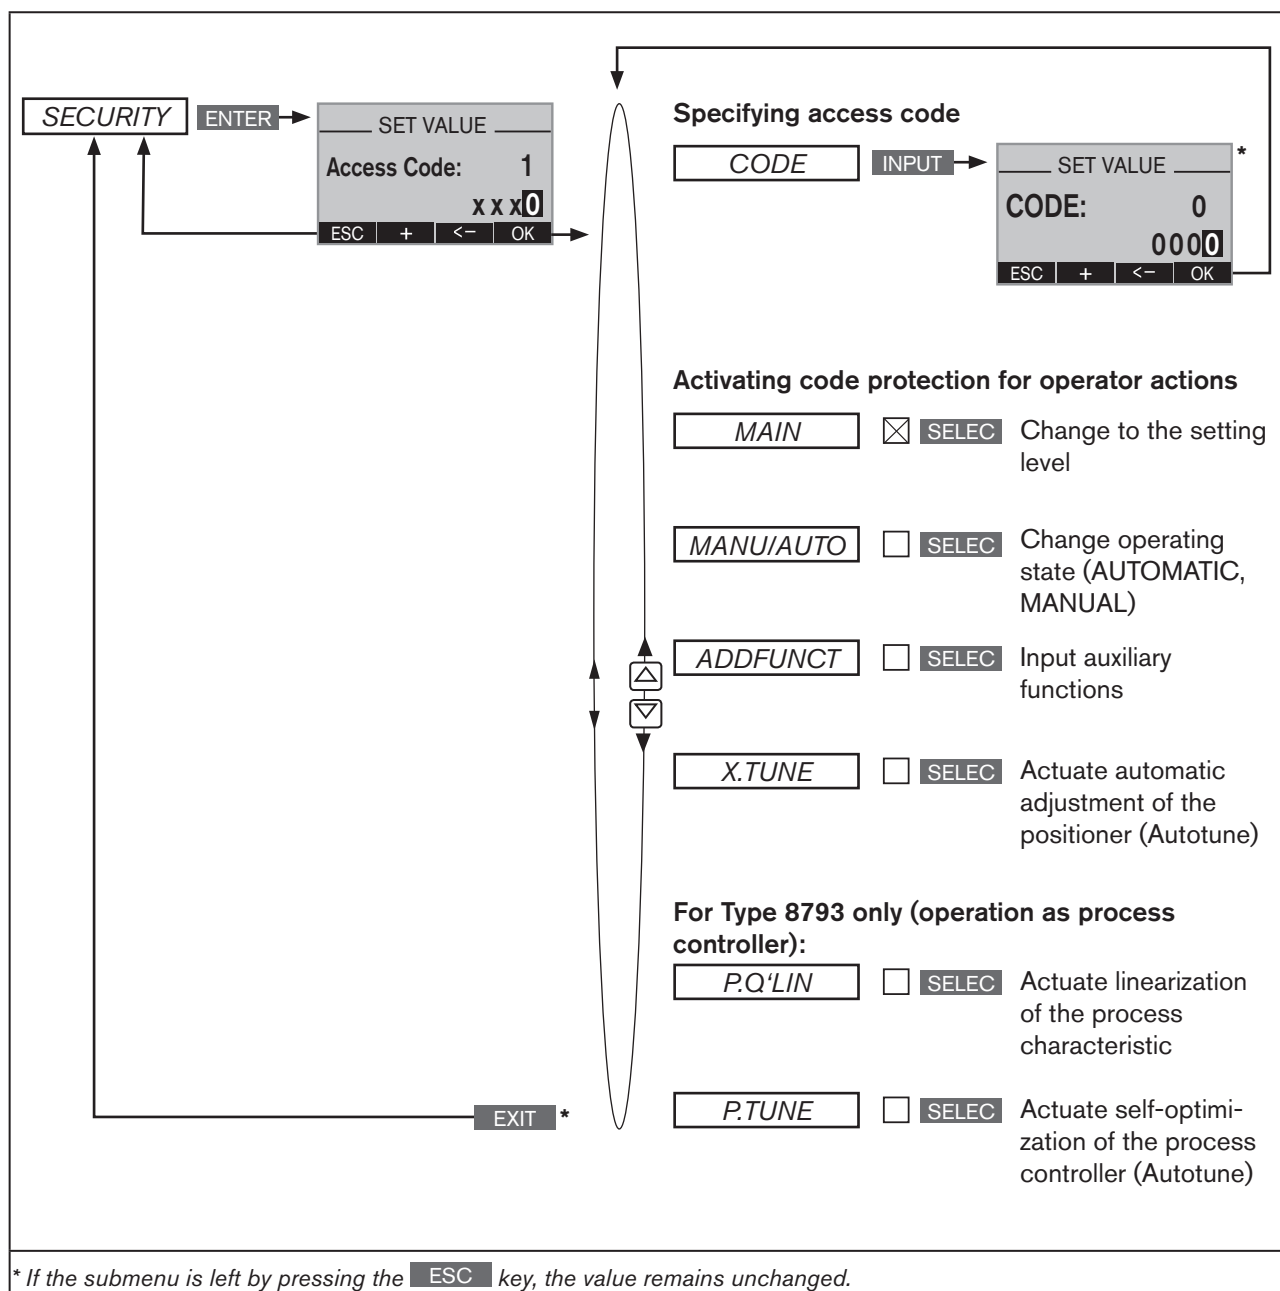 SECURITY ENTER
SET VALUE
Access Code: 1
x x x0
ESC + <– OK
Specifying access code
CODE INPUT
SET VALUE *
CODE: 0
0000
ESC + <– OK
Activating code protection for operator actions
MAIN SELEC Change to the setting
level
MANU/AUTO SELEC Change operating
state (AUTOMATIC,
MANUAL)
ADDFUNCT SELEC Input auxiliary
functions
X.TUNE SELEC Actuate automatic
adjustment of the
positioner (Autotune)
For Type 8793 only (operation as process
controller):
P.Q'LIN SELEC Actuate linearization
of the process
characteristic
EXIT *
P.TUNE SELEC Actuate self-optimi-
zation of the process
controller (Autotune)
* If the submenu is left by pressing the ESC key, the value remains unchanged.